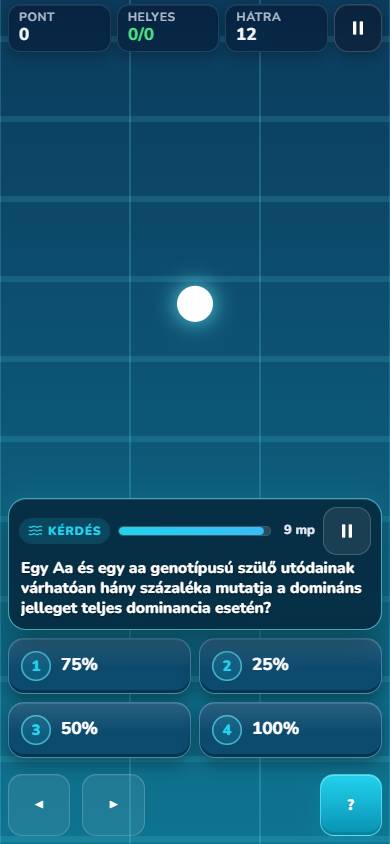 PONT
0
HELYES
0/0
HÁTRA
12
KÉRDÉS
9 mp
Egy Aa és egy aa genotípusú szülő utódainak
várhatóan hány százaléka mutatja a domináns
jelleget teljes dominancia esetén?
1 75%
2 25%
3 50%
4 100%
?